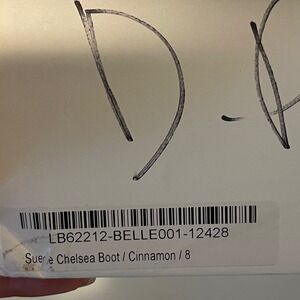 D-
LB62212-BELLE001-12428
Suede Chelsea Boot / Cinnamon / 8